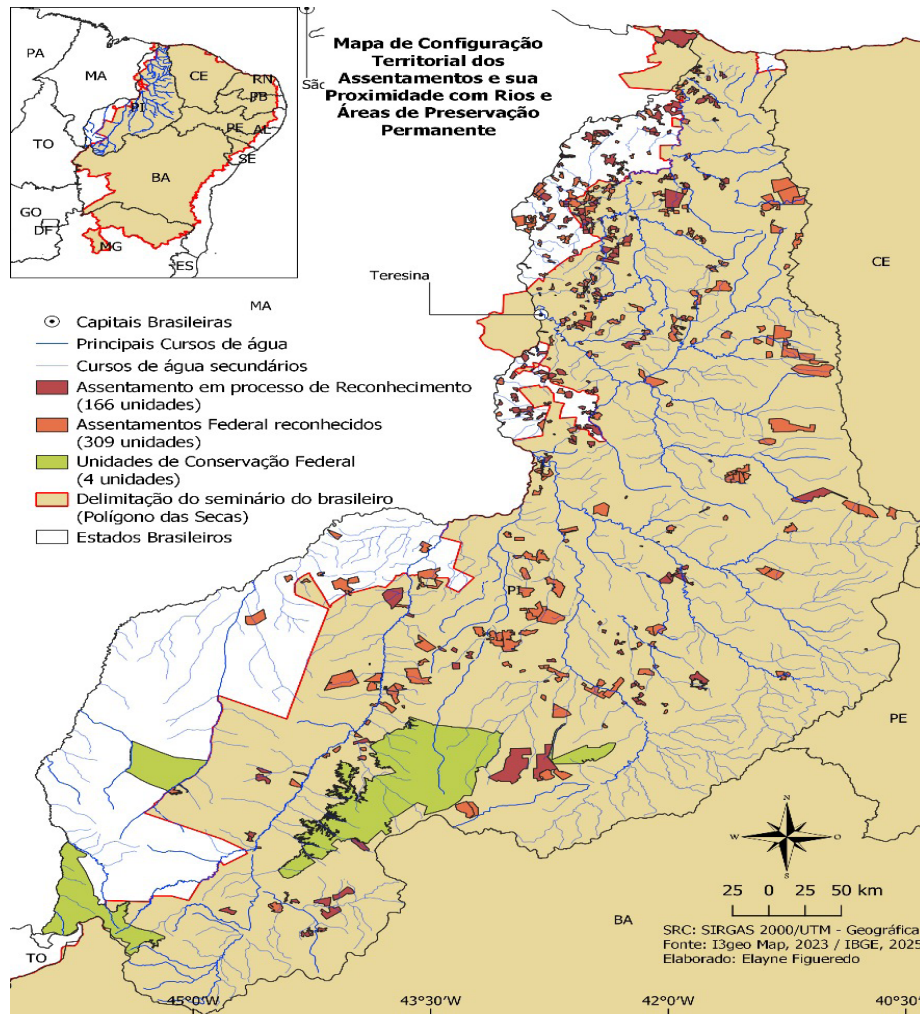 PA
MA
CE
RN
PB
PI
PE
AL
SE
TO
BA
GO
DF
MG
ES
Mapa de Configuração
Territorial dos
Assentamentos e sua
Proximidade com Rios e
Áreas de Preservação
Permanente
Teresina
CE
MA
Capitais Brasileiras
Principais Cursos de água
Cursos de água secundários
Assentamento em processo de Reconhecimento
(166 unidades)
Assentamentos Federal reconhecidos
(309 unidades)
Unidades de Conservação Federal
(4 unidades)
Delimitação do seminário do brasileiro
(Polígono das Secas)
Estados Brasileiros
PI
PE
N
W
O
S
25 0 25 50 km
BA
TO
SRC: SIRGAS 2000/UTM - Geográfica
Fonte: I3geo Map, 2023 / IBGE, 2025
Elaborado: Elayne Figueredo
45°0'W 43°30'W 42°0'W 40°30'